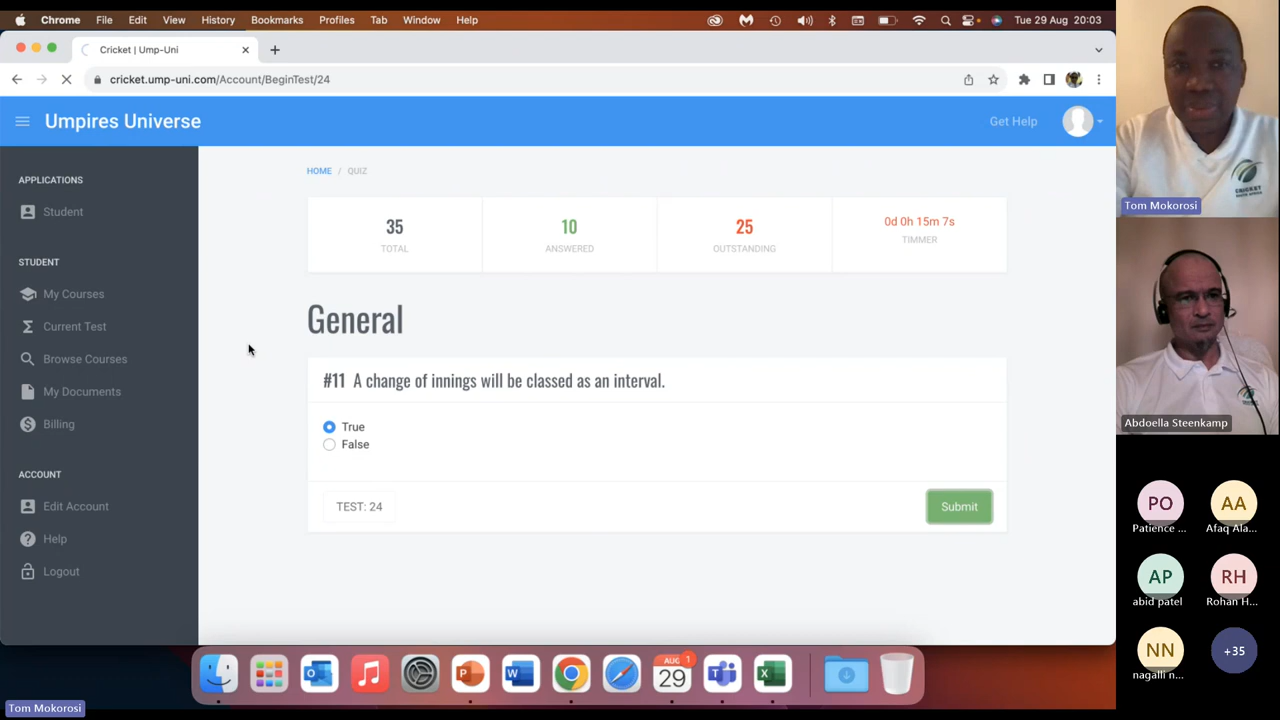 Chrome File Edit View History Bookmarks Profiles Tab Window Help Tue 29 Aug 20:03
Cricket | Ump-Uni
cricket.ump-uni.com/Account/BeginTest/24
Umpires Universe
Get Help
APPLICATIONS
Student
STUDENT
My Courses
Current Test
Browse Courses
My Documents
Billing
ACCOUNT
Edit Account
Help
Logout
HOME / QUIZ
35
TOTAL
10
ANSWERED
25
OUTSTANDING
0d 0h 15m 7s
TIMMER
General
#11 A change of innings will be classed as an interval.
True
False
TEST: 24
Submit
AUG 1
29
Tom Mokorosi
CRICKET
Tom Mokorosi
Abdoella Steenkamp
PO
Patience ...
AA
Afaq Ala...
AP
abid patel
RH
Rohan H...
NN
nagalli n...
+35